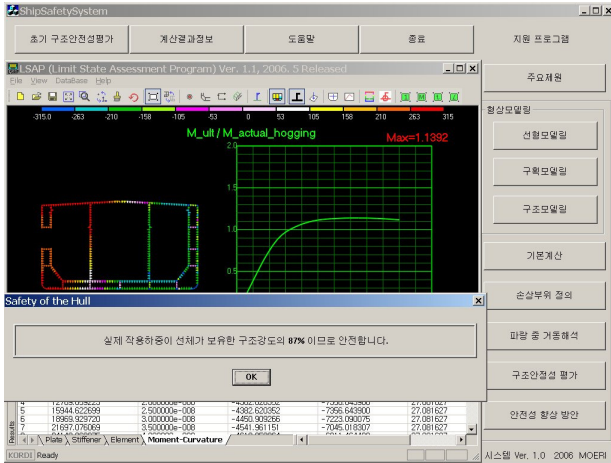 ShipSafetySystem
초기 구조안전성평가 계산결과정보 도움말 종료 지원 프로그램
LSAP (Limit State Assessment Program) Ver. 1.1, 2006. 5 Released
File View DataBase Help
주요제원
-315.0 -263 -210 -158 -105 -53 0 53 105 158 210 263 315
형상모델링
M_ult / M_actual_hogging
Max=1.1392
선형모델링
2.0
구획모델링
1.5
구조모델링
1.0
기본계산
0.5
손상부위 정의
Safety of the Hull
실제 작용하중이 선체가 보유한 구조강도의 87% 이므로 안전합니다.
파랑 중 거동해석
OK
구조안전성 평가
5 15944.622699 2.500000e-008 -4382.620352 -7356.643900 27.081627
6 18969.929720 3.000000e-008 -4450.909266 -7223.090075 27.081627
7 21697.076069 3.500000e-008 -4541.961151 -7045.018307 27.081627
안전성 향상 방안
Results
Plate Stiffener Element Moment-Curvature
KORDI Ready
시스템 Ver. 1.0 2006 MOERI